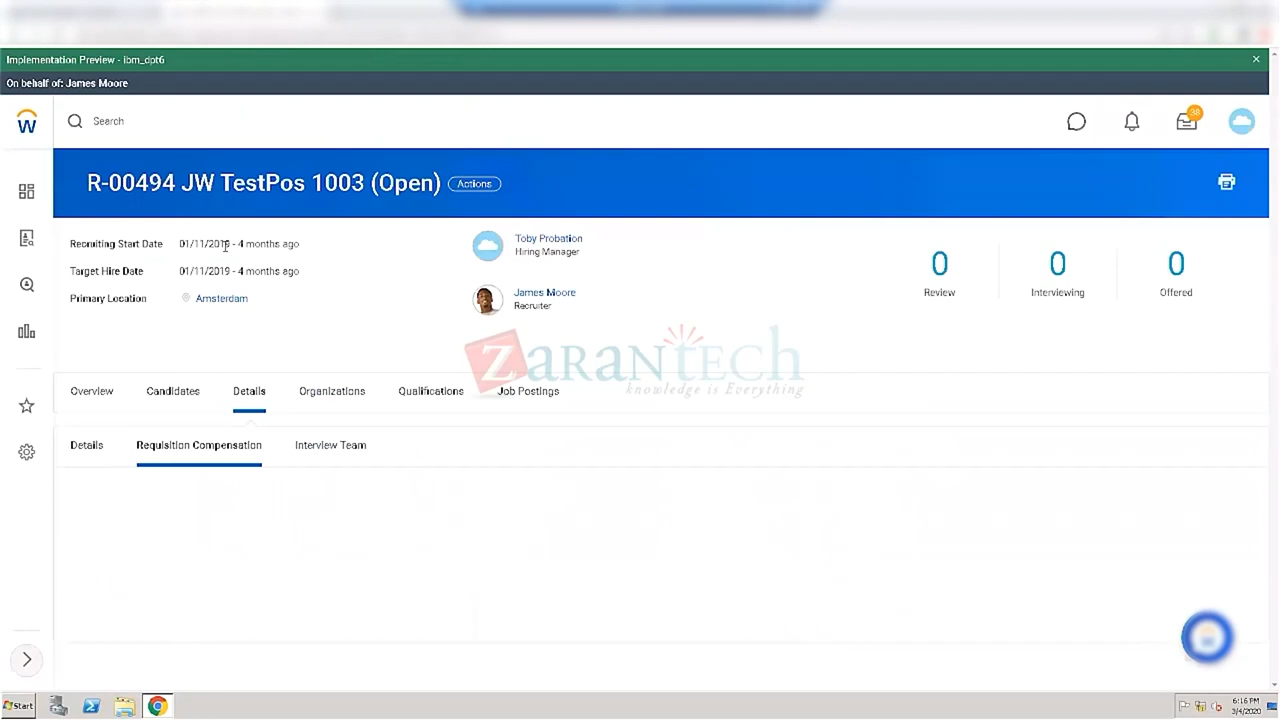 Implementation Preview - ibm_dpt6
On behalf of: James Moore
Search
38
R-00494 JW TestPos 1003 (Open) Actions
Recruiting Start Date 01/11/2019 - 4 months ago
Target Hire Date 01/11/2019 - 4 months ago
Primary Location Amsterdam
Toby Probation
Hiring Manager
James Moore
Recruiter
0 0 0
Review Interviewing Offered
ZaranTech
knowledge is Everything
Overview Candidates Details Organizations Qualifications Job Postings
Details Requisition Compensation Interview Team
Start
6:16 PM
3/4/2020